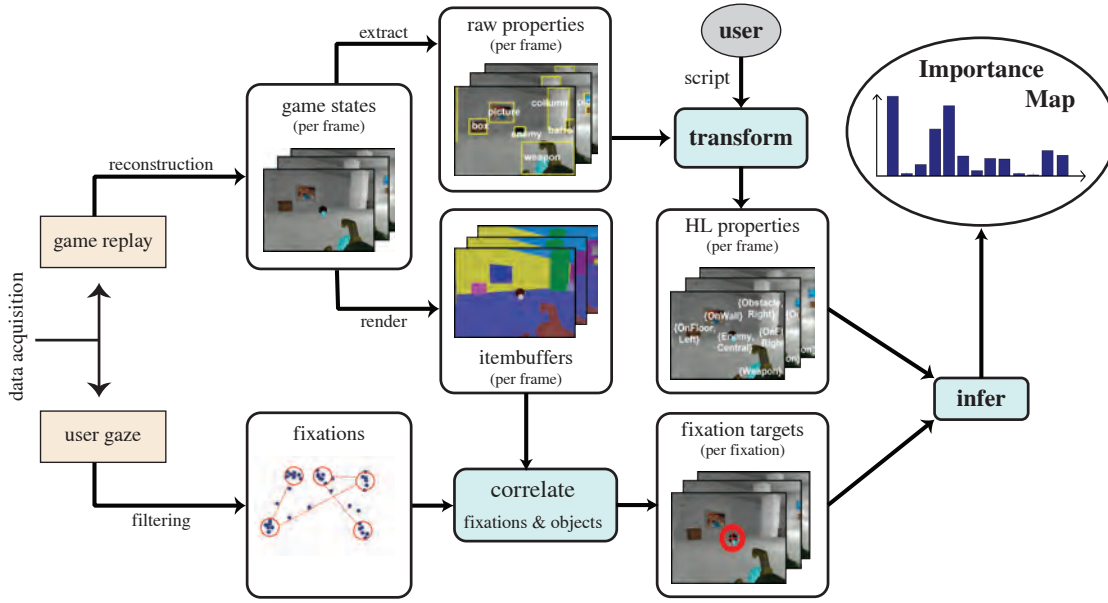 data acquisition
game replay
user gaze
reconstruction
filtering
game states
(per frame)
extract
render
raw properties
(per frame)
picture
collumn
box
enemy
weapon
itembuffers
(per frame)
fixations
correlate
fixations & objects
user
script
transform
HL properties
(per frame)
{Obstacle,
Right}
{OnWall}
{OnFloor,
Left}
{Enemy,
Central}
Right
{Weapon}
fixation targets
(per fixation)
infer
Importance
Map